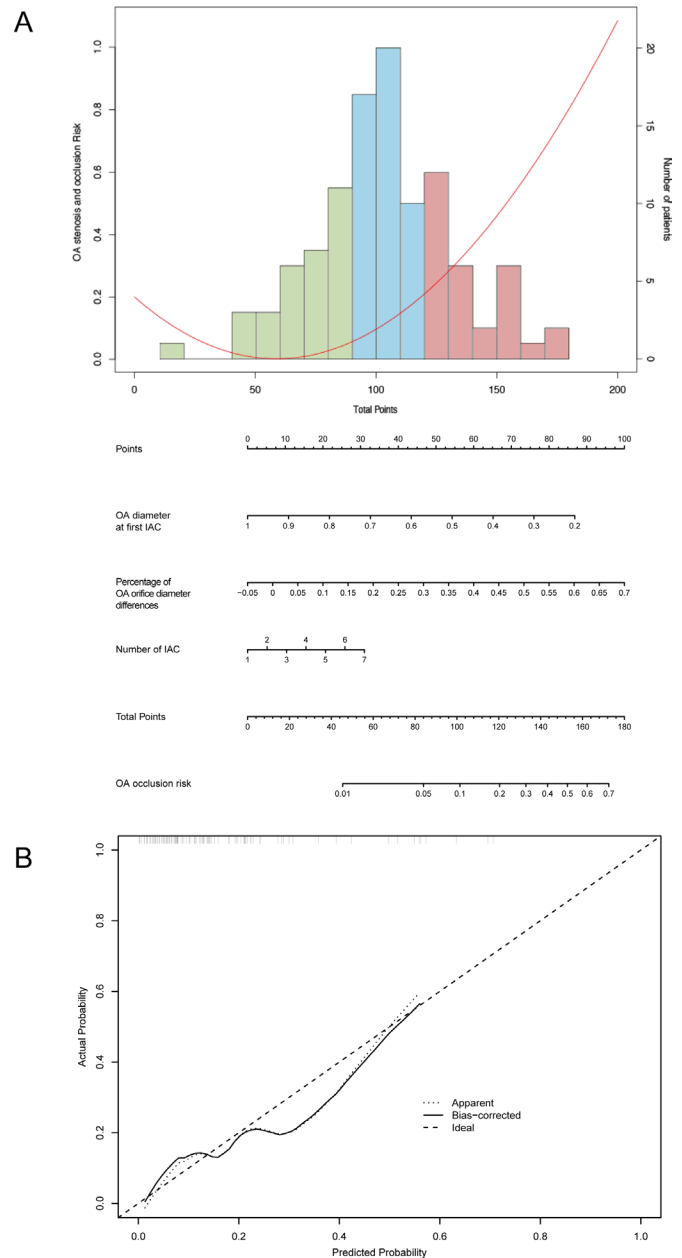 A
OA stenosis and occlusion Risk
1.0
0.8
0.6
0.4
0.2
0.0
20
15
10
5
0
Number of patients
0 50 100 150 200
Total Points
Points
0 10 20 30 40 50 60 70 80 90 100
OA diameter
at first IAC
1 0.9 0.8 0.7 0.6 0.5 0.4 0.3 0.2
Percentage of
OA orifice diameter
differences
−0.05 0 0.05 0.1 0.15 0.2 0.25 0.3 0.35 0.4 0.45 0.5 0.55 0.6 0.65 0.7
2 4 6
Number of IAC
1 3 5 7
Total Points
0 20 40 60 80 100 120 140 160 180
OA occlusion risk
0.01 0.05 0.1 0.2 0.3 0.4 0.5 0.6 0.7
B
Actual Probability
1.0
0.8
0.6
0.4
0.2
0.0
Apparent
Bias−corrected
Ideal
0.0 0.2 0.4 0.6 0.8 1.0
Predicted Probability